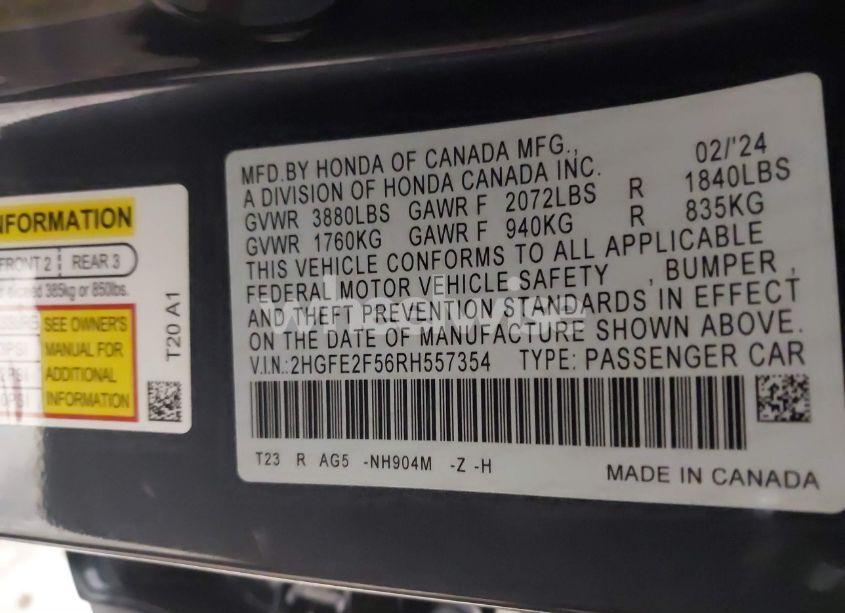 INFORMATION
FRONT 2 REAR 3
385kg or 850lbs.
SEE OWNER'S
MANUAL FOR
ADDITIONAL
INFORMATION
T20 A1
MFD.BY HONDA OF CANADA MFG., 02/'24
A DIVISION OF HONDA CANADA INC.
GVWR 3880LBS GAWR F 2072LBS R 1840LBS
GVWR 1760KG GAWR F 940KG R 835KG
THIS VEHICLE CONFORMS TO ALL APPLICABLE
FEDERAL MOTOR VEHICLE SAFETY , BUMPER ,
AND THEFT PREVENTION STANDARDS IN EFFECT
ON THE DATE OF MANUFACTURE SHOWN ABOVE.
V.I.N.:2HGFE2F56RH557354 TYPE: PASSENGER CAR
T23 R AG5 -NH904M -Z -H
MADE IN CANADA